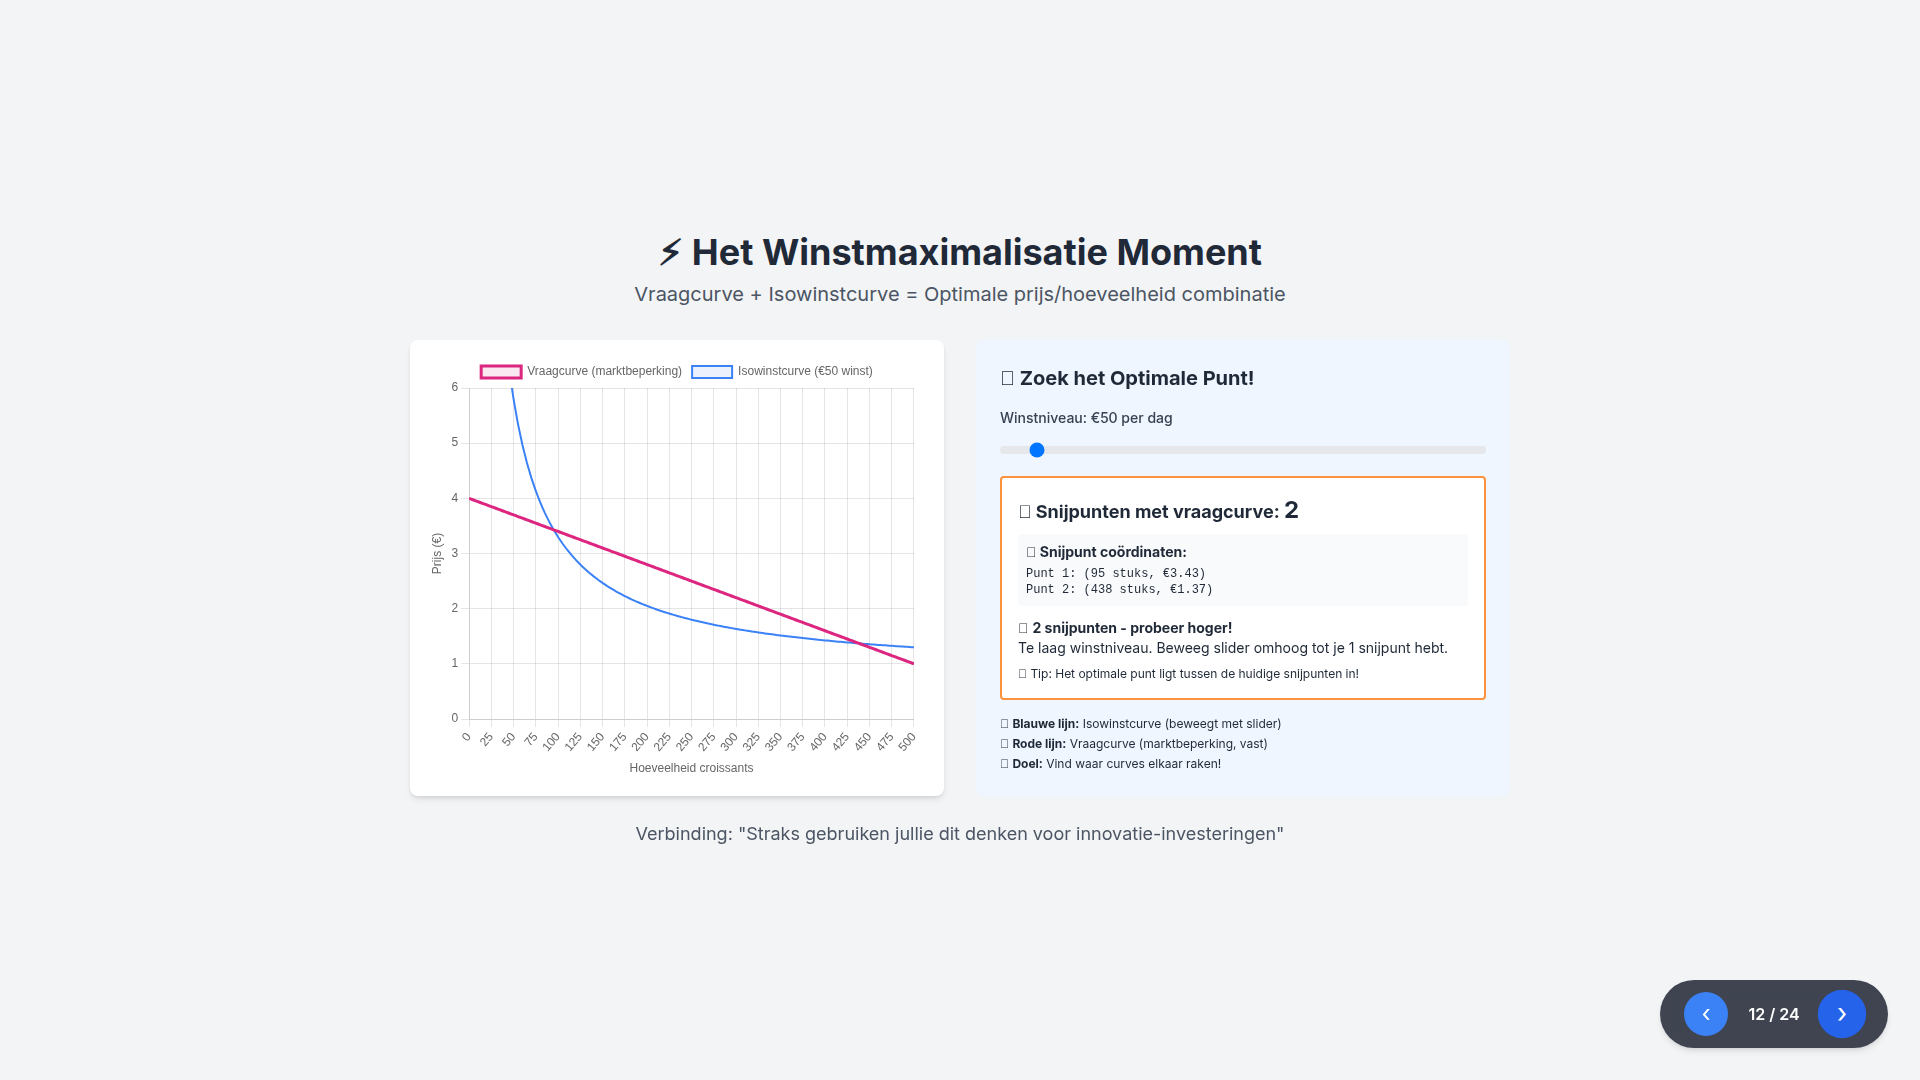 ⚡ Het Winstmaximalisatie Moment
Vraagcurve + Isowinstcurve = Optimale prijs/hoeveelheid combinatie
Vraagcurve (marktbeperking) Isowinstcurve (€50 winst)
6
5
4
3
2
1
0
Prijs (€)
0 25 50 75 100 125 150 175 200 225 250 275 300 325 350 375 400 425 450 475 500
Hoeveelheid croissants
Zoek het Optimale Punt!
Winstniveau: €50 per dag
Snijpunten met vraagcurve: 2
Snijpunt coördinaten:
Punt 1: (95 stuks, €3.43)
Punt 2: (438 stuks, €1.37)
2 snijpunten - probeer hoger!
Te laag winstniveau. Beweeg slider omhoog tot je 1 snijpunt hebt.
Tip: Het optimale punt ligt tussen de huidige snijpunten in!
Blauwe lijn: Isowinstcurve (beweegt met slider)
Rode lijn: Vraagcurve (marktbeperking, vast)
Doel: Vind waar curves elkaar raken!
Verbinding: "Straks gebruiken jullie dit denken voor innovatie-investeringen"
‹ 12 / 24 ›